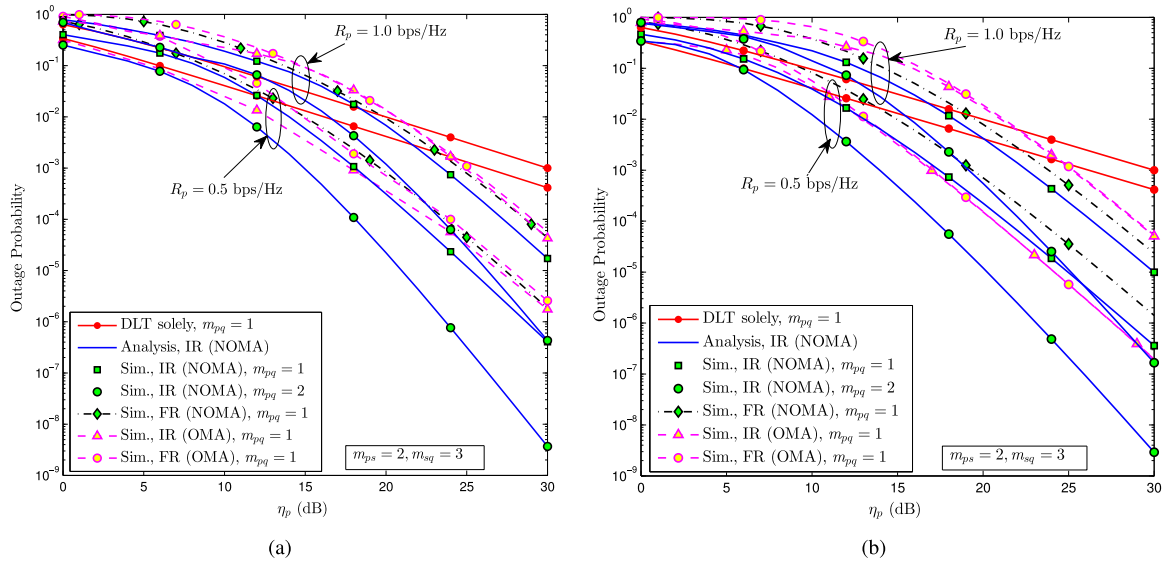 10^0
10^-1
10^-2
10^-3
10^-4
10^-5
10^-6
10^-7
10^-8
10^-9
Outage Probability
R_p = 1.0 bps/Hz
R_p = 0.5 bps/Hz
DLT solely, m_pq = 1
Analysis, IR (NOMA)
Sim., IR (NOMA), m_pq = 1
Sim., IR (NOMA), m_pq = 2
Sim., FR (NOMA), m_pq = 1
Sim., IR (OMA), m_pq = 1
Sim., FR (OMA), m_pq = 1
m_ps = 2, m_sq = 3
0 5 10 15 20 25 30
η_p (dB)
(a)
10^0
10^-1
10^-2
10^-3
10^-4
10^-5
10^-6
10^-7
10^-8
10^-9
Outage Probability
R_p = 1.0 bps/Hz
R_p = 0.5 bps/Hz
DLT solely, m_pq = 1
Analysis, IR (NOMA)
Sim., IR (NOMA), m_pq = 1
Sim., IR (NOMA), m_pq = 2
Sim., FR (NOMA), m_pq = 1
Sim., IR (OMA), m_pq = 1
Sim., FR (OMA), m_pq = 1
m_ps = 2, m_sq = 3
0 5 10 15 20 25 30
η_p (dB)
(b)